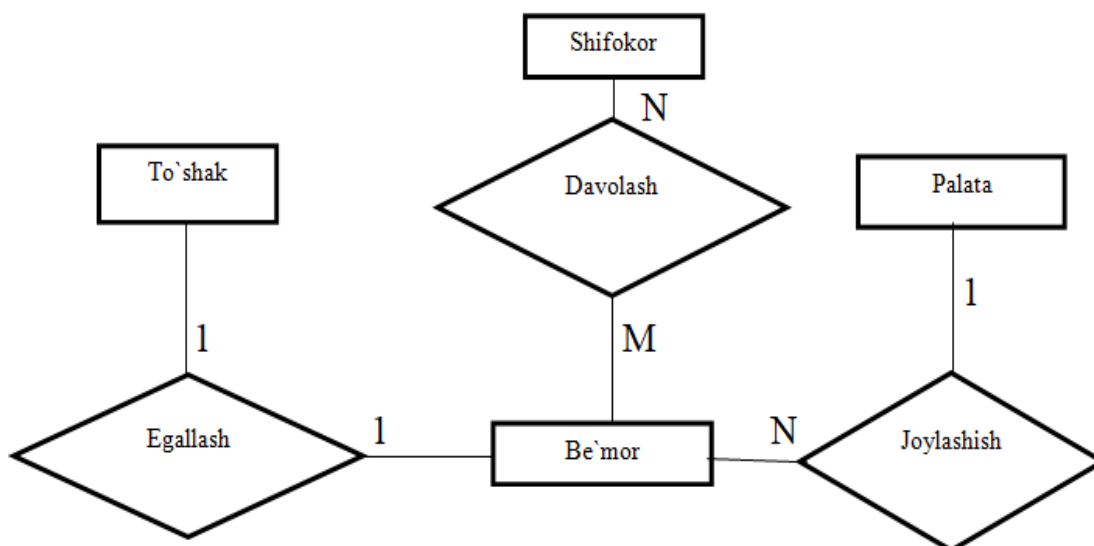 Shifokor
N
To`shak
Davolash
Palata
1
1
M
Egallash
1
Be`mor
N
Joylashish